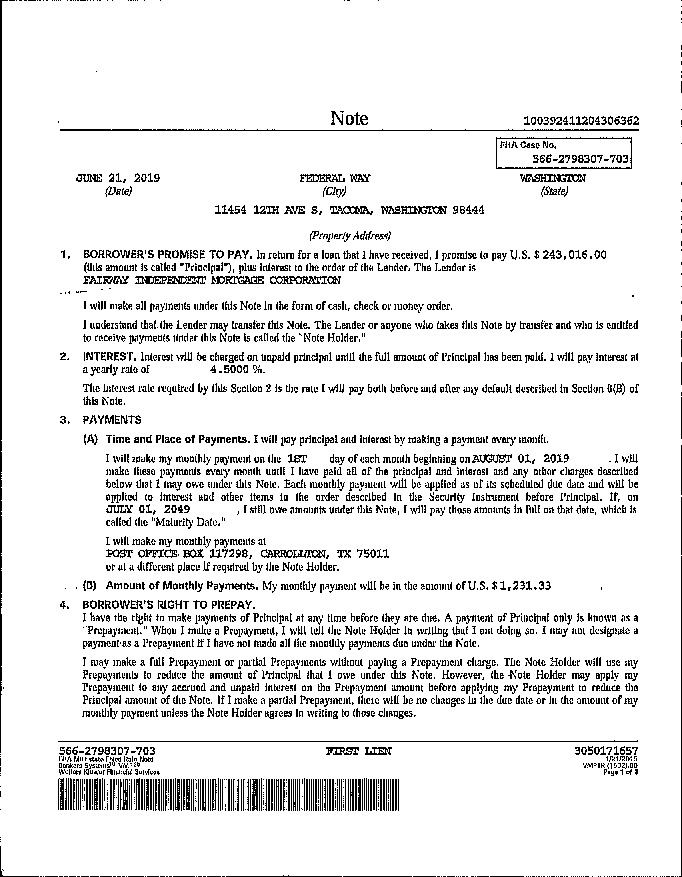 Note 100392411204306362
FHA Case No.
566-2798307-703
JUNE 21, 2019 FEDERAL WAY WASHINGTON
(Date) (City) (State)
11454 12TH AVE S, TACOMA, WASHINGTON 98444
(Property Address)
1. BORROWER'S PROMISE TO PAY. In return for a loan that I have received, I promise to pay U.S. $ 243,016.00
(this amount is called "Principal"), plus interest to the order of the Lender. The Lender is
FAIRWAY INDEPENDENT MORTGAGE CORPORATION
I will make all payments under this Note in the form of cash, check or money order.
I understand that the Lender may transfer this Note. The Lender or anyone who takes this Note by transfer and who is entitled
to receive payments under this Note is called the "Note Holder."
2. INTEREST. Interest will be charged on unpaid principal until the full amount of Principal has been paid. I will pay interest at
a yearly rate of 4.5000 %.
The interest rate required by this Section 2 is the rate I will pay both before and after any default described in Section 6(B) of
this Note.
3. PAYMENTS
(A) Time and Place of Payments. I will pay principal and interest by making a payment every month.
I will make my monthly payment on the 1ST day of each month beginning on AUGUST 01, 2019 . I will
make these payments every month until I have paid all of the principal and interest and any other charges described
below that I may owe under this Note. Each monthly payment will be applied as of its scheduled due date and will be
applied to interest and other items in the order described in the Security Instrument before Principal. If, on
JULY 01, 2049 , I still owe amounts under this Note, I will pay those amounts in full on that date, which is
called the "Maturity Date."
I will make my monthly payments at
POST OFFICE BOX 117298, CARROLLTON, TX 75011
or at a different place if required by the Note Holder.
(B) Amount of Monthly Payments. My monthly payment will be in the amount of U.S. $ 1,231.33 .
4. BORROWER'S RIGHT TO PREPAY.
I have the right to make payments of Principal at any time before they are due. A payment of Principal only is known as a
"Prepayment." When I make a Prepayment, I will tell the Note Holder in writing that I am doing so. I may not designate a
payment as a Prepayment if I have not made all the monthly payments due under the Note.
I may make a full Prepayment or partial Prepayments without paying a Prepayment charge. The Note Holder will use my
Prepayments to reduce the amount of Principal that I owe under this Note. However, the Note Holder may apply my
Prepayment to any accrued and unpaid interest on the Prepayment amount before applying my Prepayment to reduce the
Principal amount of the Note. If I make a partial Prepayment, there will be no changes in the due date or in the amount of my
monthly payment unless the Note Holder agrees in writing to those changes.
566-2798307-703 FIRST LIEN 3050171657
FHA Multistate Fixed Rate Note
Bankers Systems™ VMP®
Wolters Kluwer Financial Services Page 1 of 3